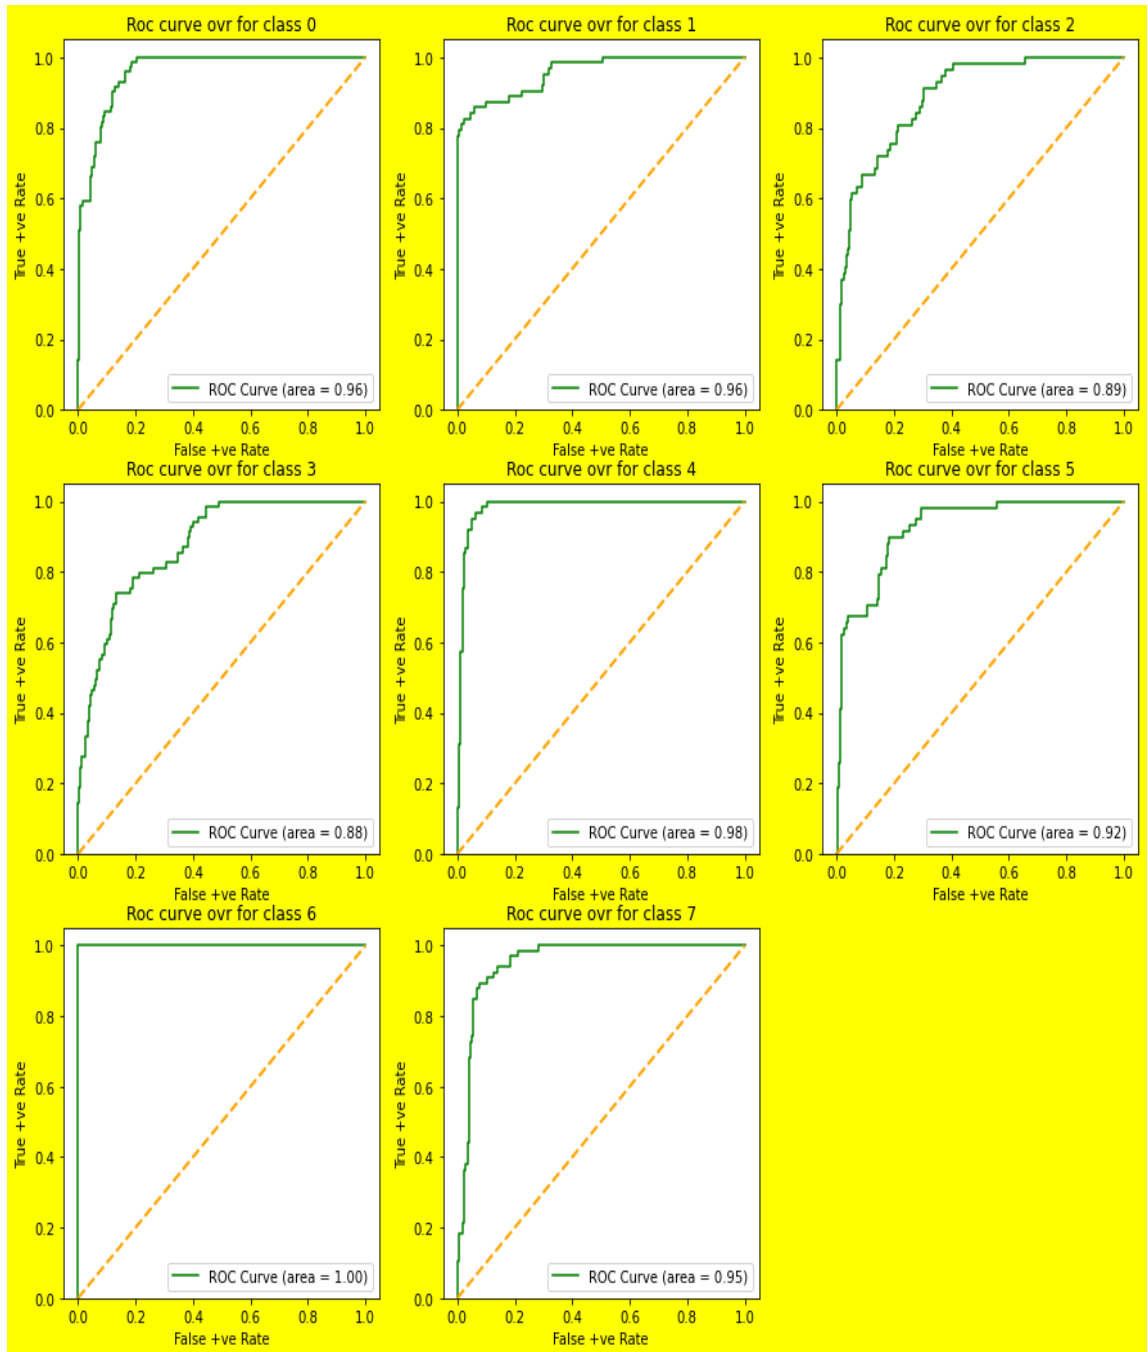 Roc curve ovr for class 0
True +ve Rate
1.0
0.8
0.6
0.4
0.2
0.0
ROC Curve (area = 0.96)
0.0 0.2 0.4 0.6 0.8 1.0
False +ve Rate
Roc curve ovr for class 1
True +ve Rate
1.0
0.8
0.6
0.4
0.2
0.0
ROC Curve (area = 0.96)
0.0 0.2 0.4 0.6 0.8 1.0
False +ve Rate
Roc curve ovr for class 2
True +ve Rate
1.0
0.8
0.6
0.4
0.2
0.0
ROC Curve (area = 0.89)
0.0 0.2 0.4 0.6 0.8 1.0
False +ve Rate
Roc curve ovr for class 3
True +ve Rate
1.0
0.8
0.6
0.4
0.2
0.0
ROC Curve (area = 0.88)
0.0 0.2 0.4 0.6 0.8 1.0
False +ve Rate
Roc curve ovr for class 4
True +ve Rate
1.0
0.8
0.6
0.4
0.2
0.0
ROC Curve (area = 0.98)
0.0 0.2 0.4 0.6 0.8 1.0
False +ve Rate
Roc curve ovr for class 5
True +ve Rate
1.0
0.8
0.6
0.4
0.2
0.0
ROC Curve (area = 0.92)
0.0 0.2 0.4 0.6 0.8 1.0
False +ve Rate
Roc curve ovr for class 6
True +ve Rate
1.0
0.8
0.6
0.4
0.2
0.0
ROC Curve (area = 1.00)
0.0 0.2 0.4 0.6 0.8 1.0
False +ve Rate
Roc curve ovr for class 7
True +ve Rate
1.0
0.8
0.6
0.4
0.2
0.0
ROC Curve (area = 0.95)
0.0 0.2 0.4 0.6 0.8 1.0
False +ve Rate